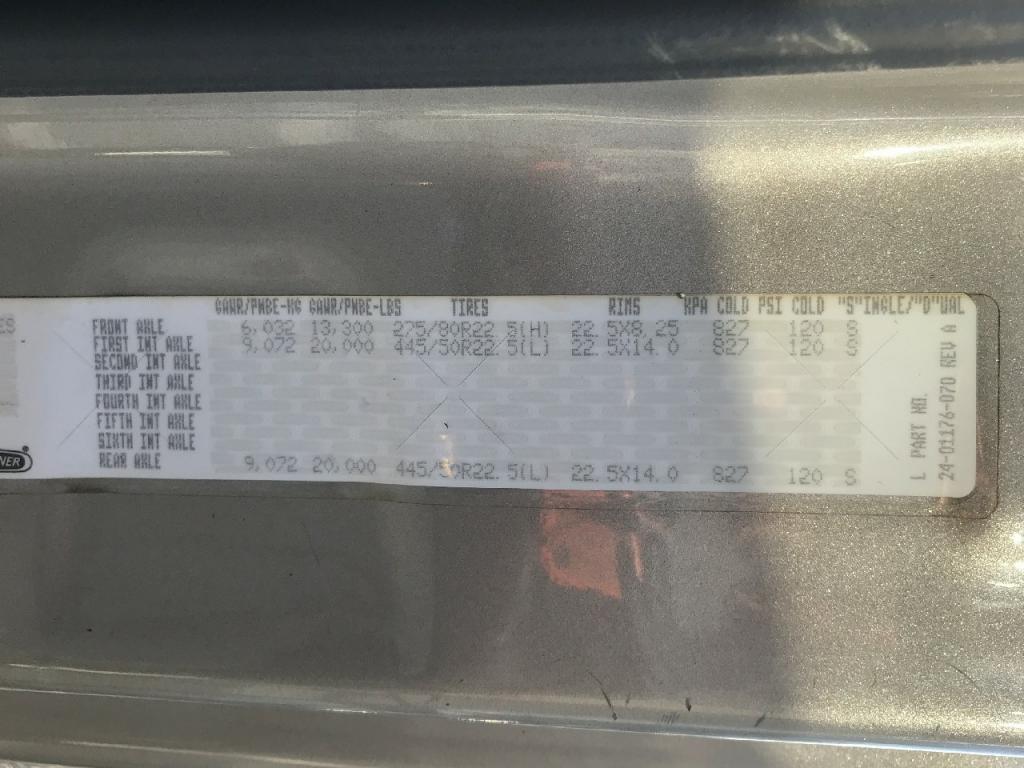 GAWR/PNBE-KG GAWR/PNBE-LBS TIRES RIMS KPA COLD PSI COLD "S"INGLE/"D"UAL
FRONT AXLE 6,032 13,300 275/80R22.5(H) 22.5X8.25 827 120 S
FIRST INT AXLE 9,072 20,000 445/50R22.5(L) 22.5X14.0 827 120 S
SECOND INT AXLE
THIRD INT AXLE
FOURTH INT AXLE
FIFTH INT AXLE
SIXTH INT AXLE
REAR AXLE 9,072 20,000 445/50R22.5(L) 22.5X14.0 827 120 S
L PART NO.
24-01176-070 REV A
ES
NER